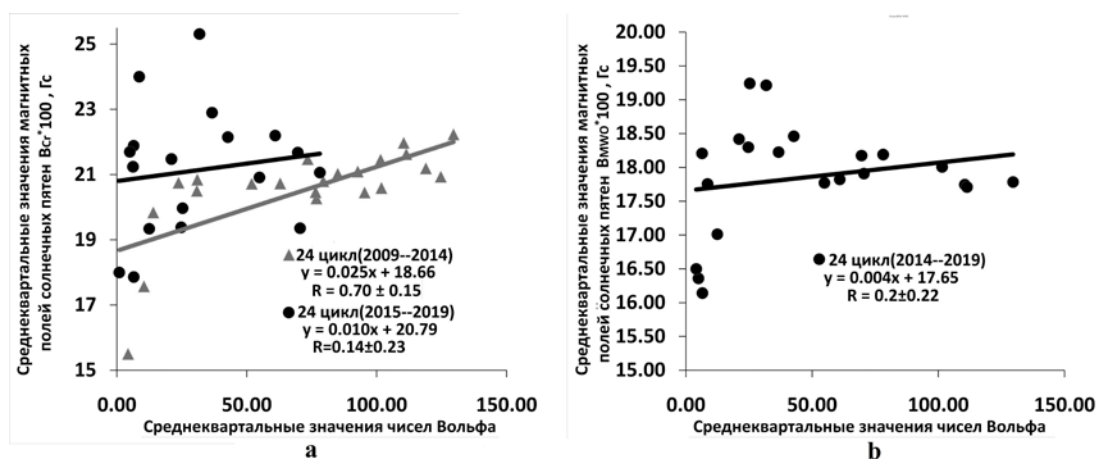 Среднеквартальные значения магнитных
полей солнечных пятен Bcr*100 , Гс
25
23
21
19
17
15
24 цикл(2009--2014)
y = 0.025x + 18.66
R = 0.70 ± 0.15
24 цикл(2015--2019)
y = 0.010x + 20.79
R=0.14±0.23
0.00 50.00 100.00 150.00
Среднеквартальные значения чисел Вольфа
a
Среднеквартальные значения магнитных
полей солнечных пятен Bmwo*100 , Гс
20.00
19.50
19.00
18.50
18.00
17.50
17.00
16.50
16.00
15.50
15.00
24 цикл(2014--2019)
y = 0.004x + 17.65
R = 0.2±0.22
0.00 50.00 100.00 150.00
Среднеквартальные значения чисел Вольфа
b